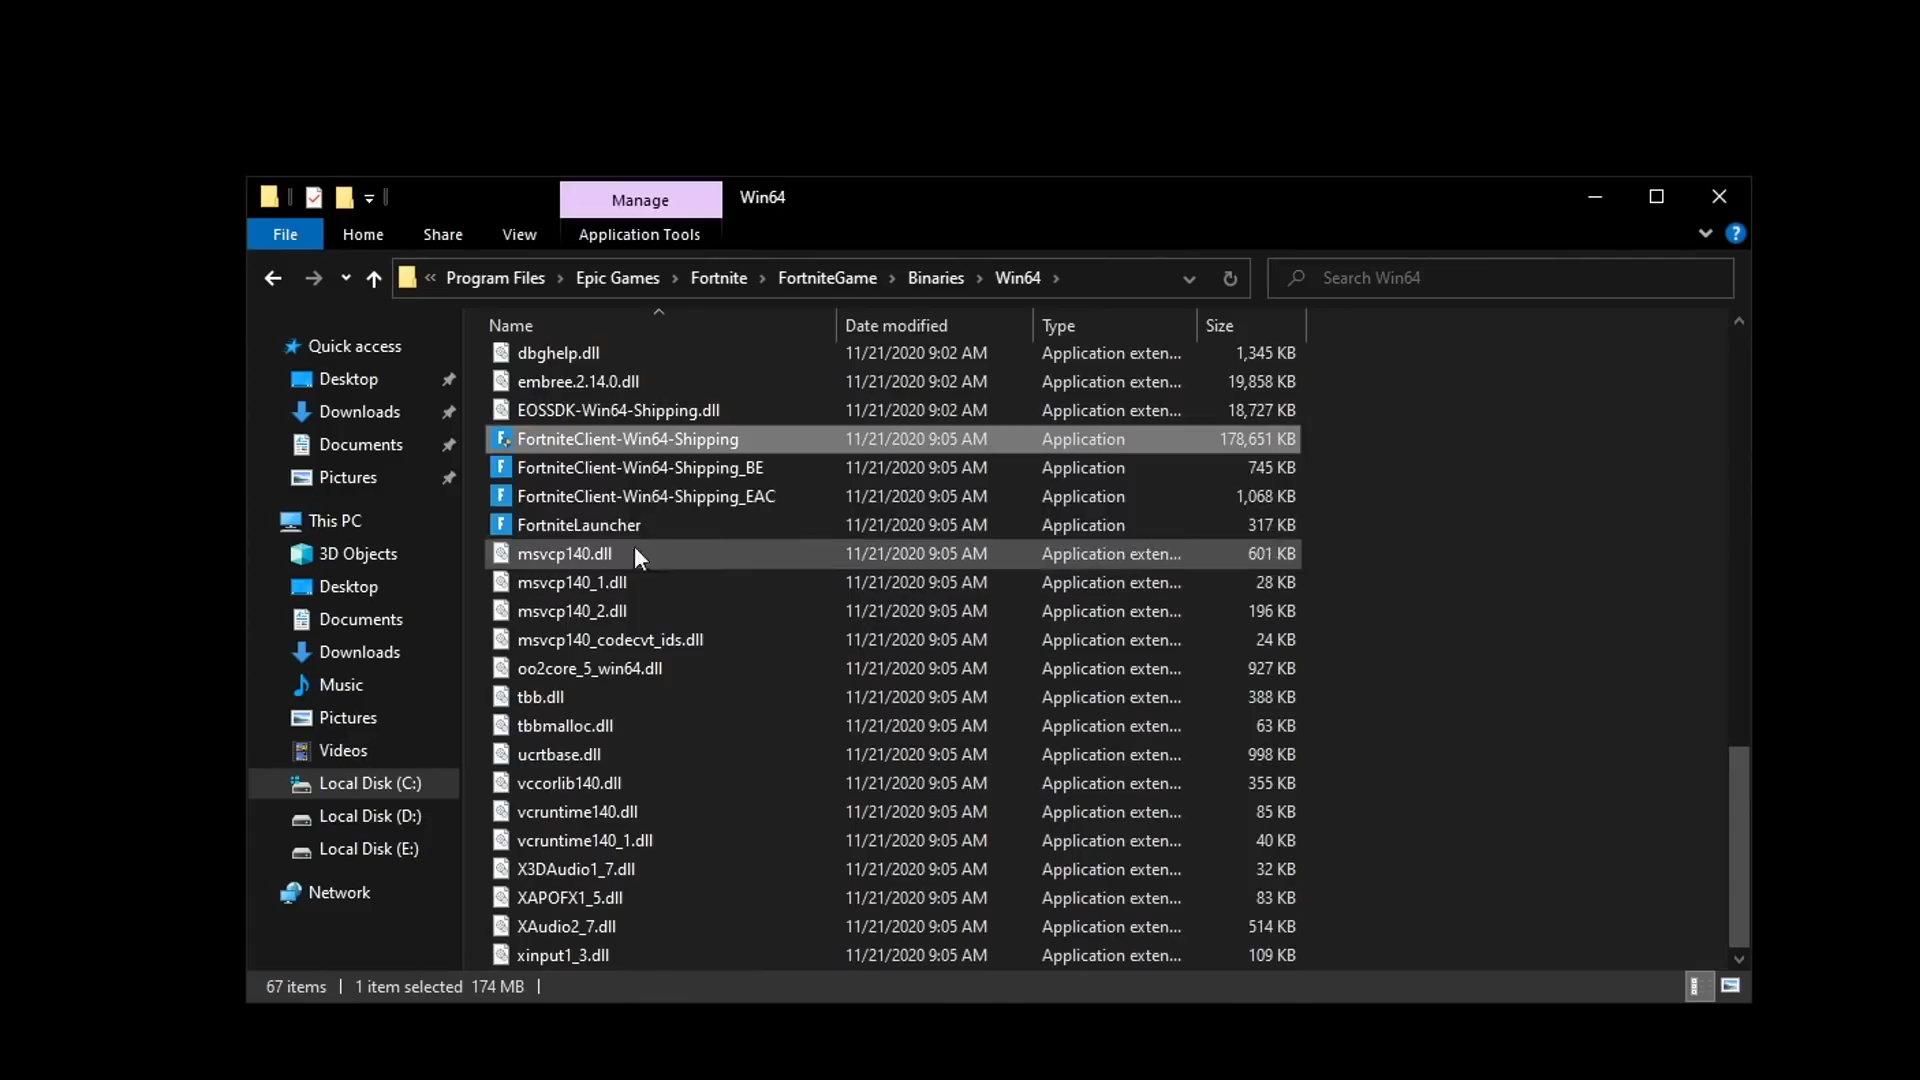 Manage
Win64
File
Home
Share
View
Application Tools
?
« Program Files > Epic Games > Fortnite > FortniteGame > Binaries > Win64 >
Search Win64
Quick access
Desktop
Downloads
Documents
Pictures
This PC
3D Objects
Desktop
Documents
Downloads
Music
Pictures
Videos
Local Disk (C:)
Local Disk (D:)
Local Disk (E:)
Network
Name Date modified Type Size
dbghelp.dll 11/21/2020 9:02 AM Application exten... 1,345 KB
embree.2.14.0.dll 11/21/2020 9:02 AM Application exten... 19,858 KB
EOSSDK-Win64-Shipping.dll 11/21/2020 9:02 AM Application exten... 18,727 KB
FortniteClient-Win64-Shipping 11/21/2020 9:05 AM Application 178,651 KB
FortniteClient-Win64-Shipping_BE 11/21/2020 9:05 AM Application 745 KB
FortniteClient-Win64-Shipping_EAC 11/21/2020 9:05 AM Application 1,068 KB
FortniteLauncher 11/21/2020 9:05 AM Application 317 KB
msvcp140.dll 11/21/2020 9:05 AM Application exten... 601 KB
msvcp140_1.dll 11/21/2020 9:05 AM Application exten... 28 KB
msvcp140_2.dll 11/21/2020 9:05 AM Application exten... 196 KB
msvcp140_codecvt_ids.dll 11/21/2020 9:05 AM Application exten... 24 KB
oo2core_5_win64.dll 11/21/2020 9:05 AM Application exten... 927 KB
tbb.dll 11/21/2020 9:05 AM Application exten... 388 KB
tbbmalloc.dll 11/21/2020 9:05 AM Application exten... 63 KB
ucrtbase.dll 11/21/2020 9:05 AM Application exten... 998 KB
vccorlib140.dll 11/21/2020 9:05 AM Application exten... 355 KB
vcruntime140.dll 11/21/2020 9:05 AM Application exten... 85 KB
vcruntime140_1.dll 11/21/2020 9:05 AM Application exten... 40 KB
X3DAudio1_7.dll 11/21/2020 9:05 AM Application exten... 32 KB
XAPOFX1_5.dll 11/21/2020 9:05 AM Application exten... 83 KB
XAudio2_7.dll 11/21/2020 9:05 AM Application exten... 514 KB
xinput1_3.dll 11/21/2020 9:05 AM Application exten... 109 KB
67 items | 1 item selected 174 MB |